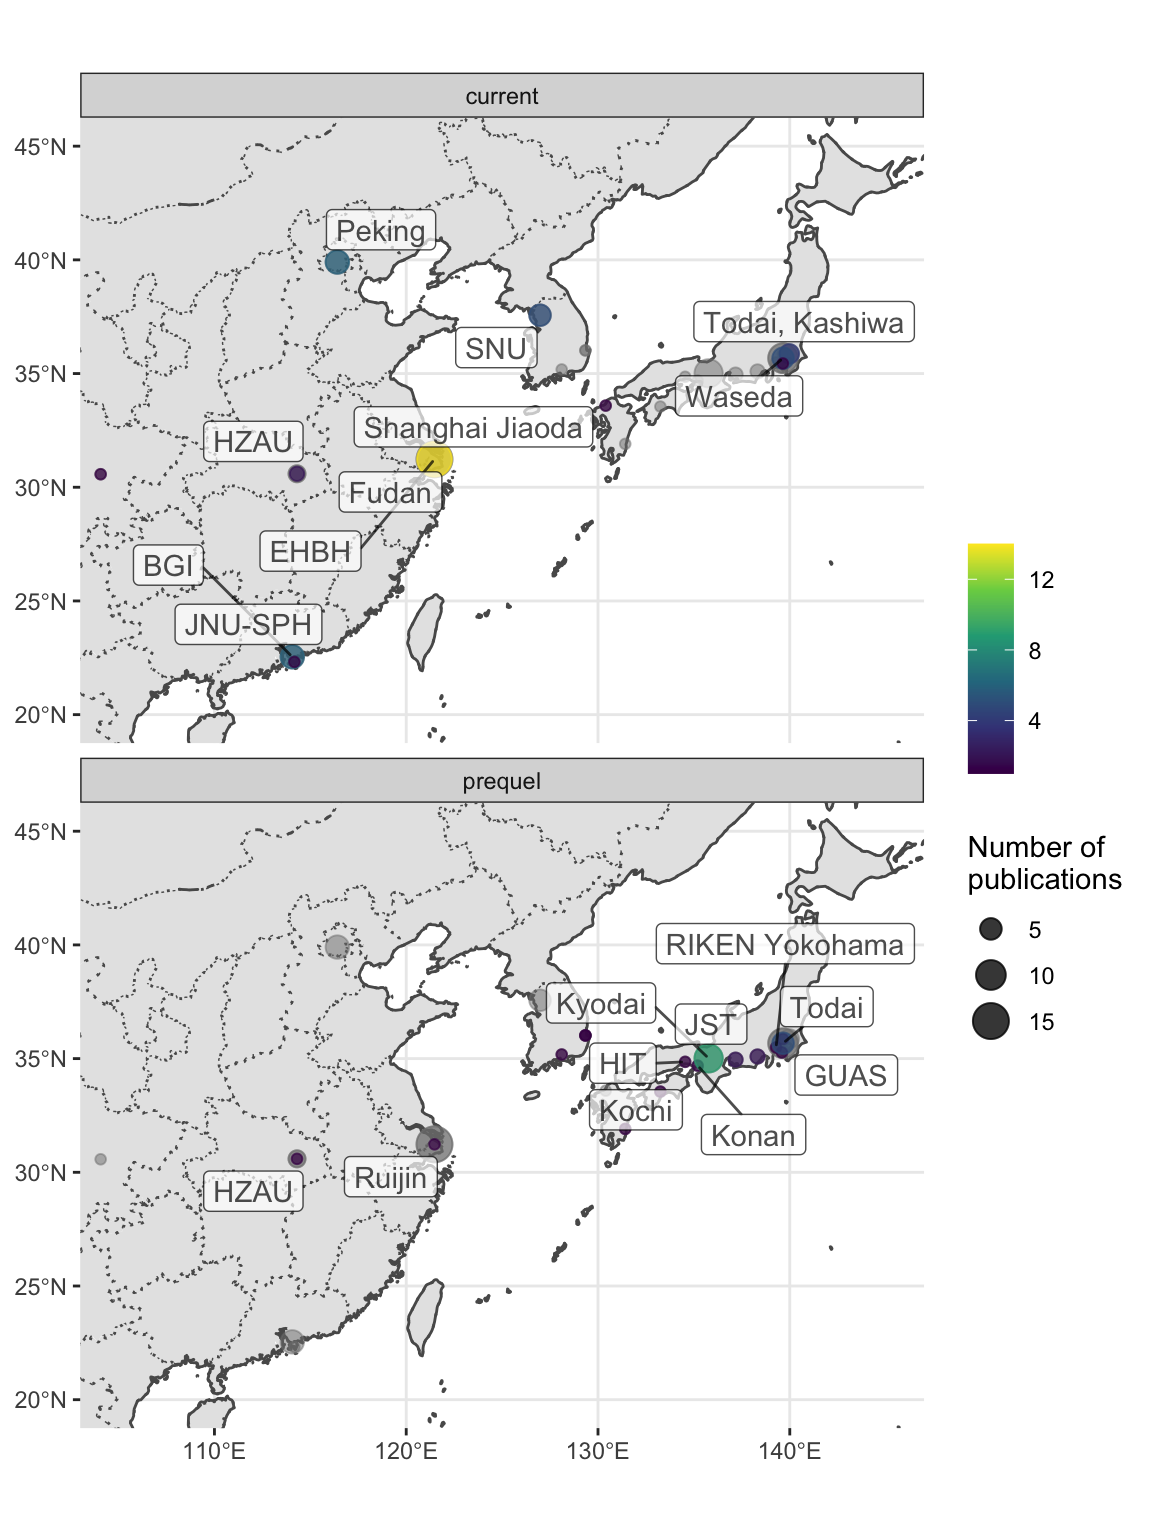 current
45°N
40°N
35°N
30°N
25°N
20°N
Peking
SNU
Todai, Kashiwa
Waseda
Shanghai Jiaoda
HZAU
Fudan
EHBH
BGI
JNU-SPH
prequel
45°N
40°N
35°N
30°N
25°N
20°N
RIKEN Yokohama
Kyodai
Todai
JST
HIT
GUAS
Kochi
Konan
Ruijin
HZAU
110°E
120°E
130°E
140°E
12
8
4
Number of
publications
5
10
15